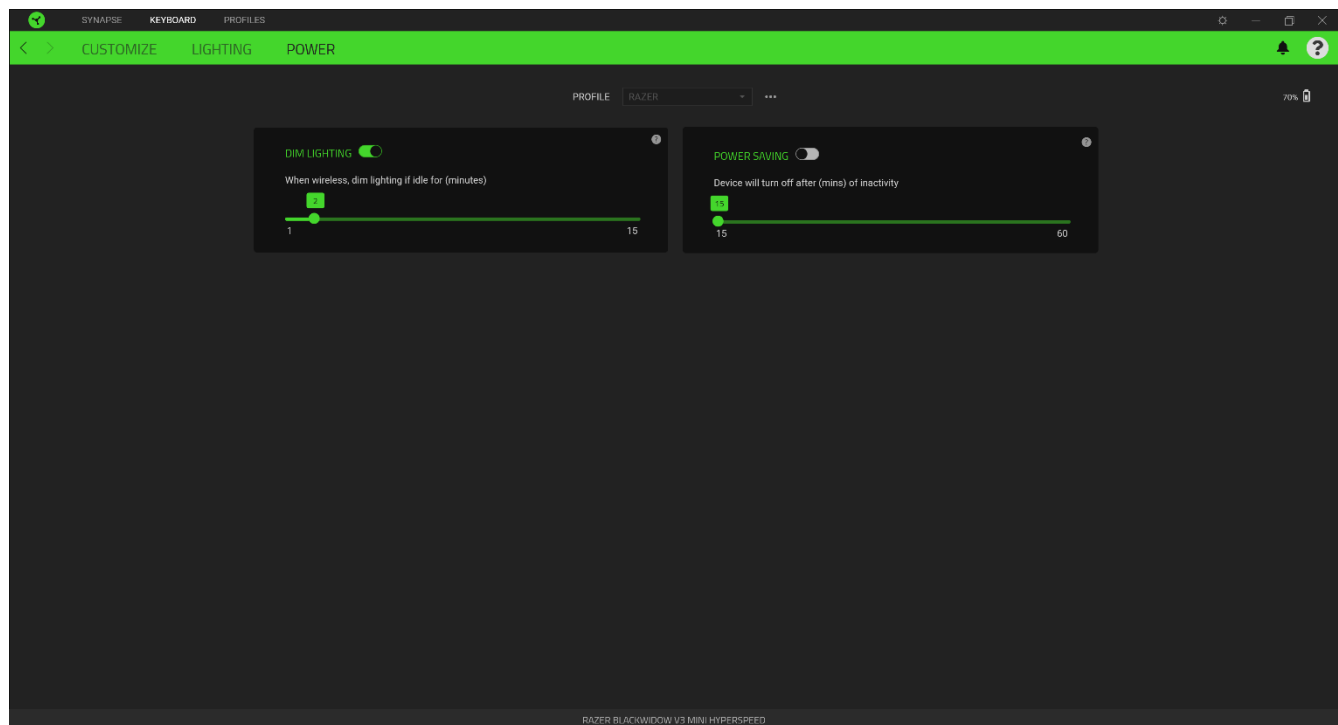 SYNAPSE KEYBOARD PROFILES
CUSTOMIZE LIGHTING POWER
?
PROFILE RAZER
70%
DIM LIGHTING
?
When wireless, dim lighting if idle for (minutes)
2
1 15
POWER SAVING
?
Device will turn off after (mins) of inactivity
15
15 60
RAZER BLACKWIDOW V3 MINI HYPERSPEED